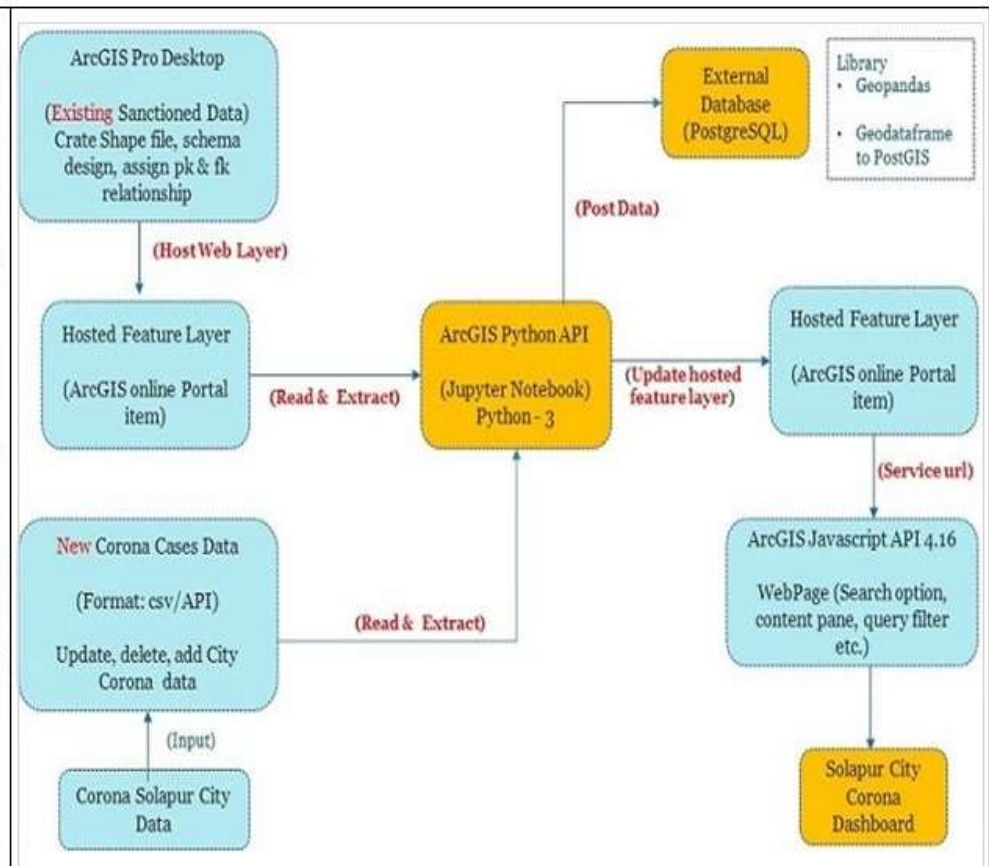 ArcGIS Pro Desktop
(Existing Sanctioned Data)
Crate Shape file, schema
design, assign pk & fk
relationship
(Host Web Layer)
Hosted Feature Layer
(ArcGIS online Portal
item)
(Read & Extract)
New Corona Cases Data
(Format: csv/API)
Update, delete, add City
Corona data
(Input)
Corona Solapur City
Data
(Read & Extract)
ArcGIS Python API
(Jupyter Notebook)
Python - 3
(Post Data)
External
Database
(PostgreSQL)
Library
• Geopandas
• Geodataframe
to PostGIS
(Update hosted
feature layer)
Hosted Feature Layer
(ArcGIS online Portal
item)
(Service url)
ArcGIS Javascript API 4.16
WebPage (Search option,
content pane, query filter
etc.)
Solapur City
Corona
Dashboard